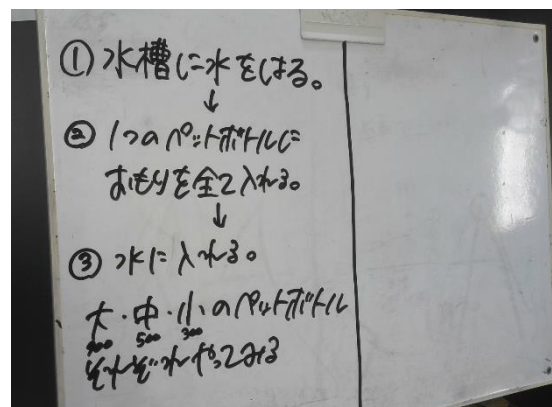 ① 水槽に水をはる。
↓
② 1つのペットボトルに
おもりを全て入れる。
↓
③ 水に入れる。
大・中・小のペットボトル
500 300
それぞれやってみる